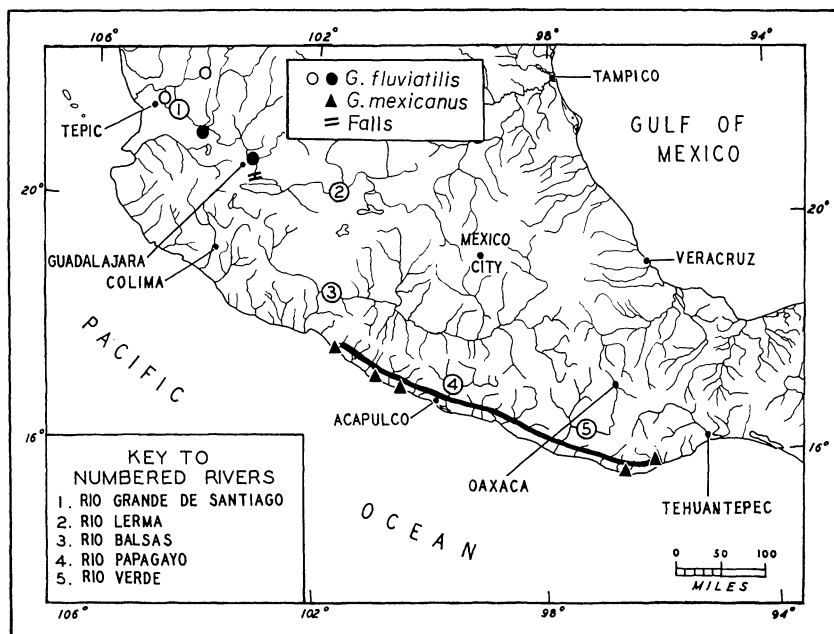 106°
102°
98°
94°
G. fluviatilis
G. mexicanus
Falls
TAMPICO
GULF OF
MEXICO
TEPIC
1
20°
2
20°
MEXICO
CITY
VERACRUZ
GUADALAJARA
COLIMA
3
PACIFIC
4
ACAPULCO
5
16°
16°
OAXACA
TEHUANTEPEC
OCEAN
KEY TO
NUMBERED RIVERS
1. RIO GRANDE DE SANTIAGO
2. RIO LERMA
3. RIO BALSAS
4. RIO PAPAGAYO
5. RIO VERDE
0 50 100
MILES
106°
102°
98°
94°